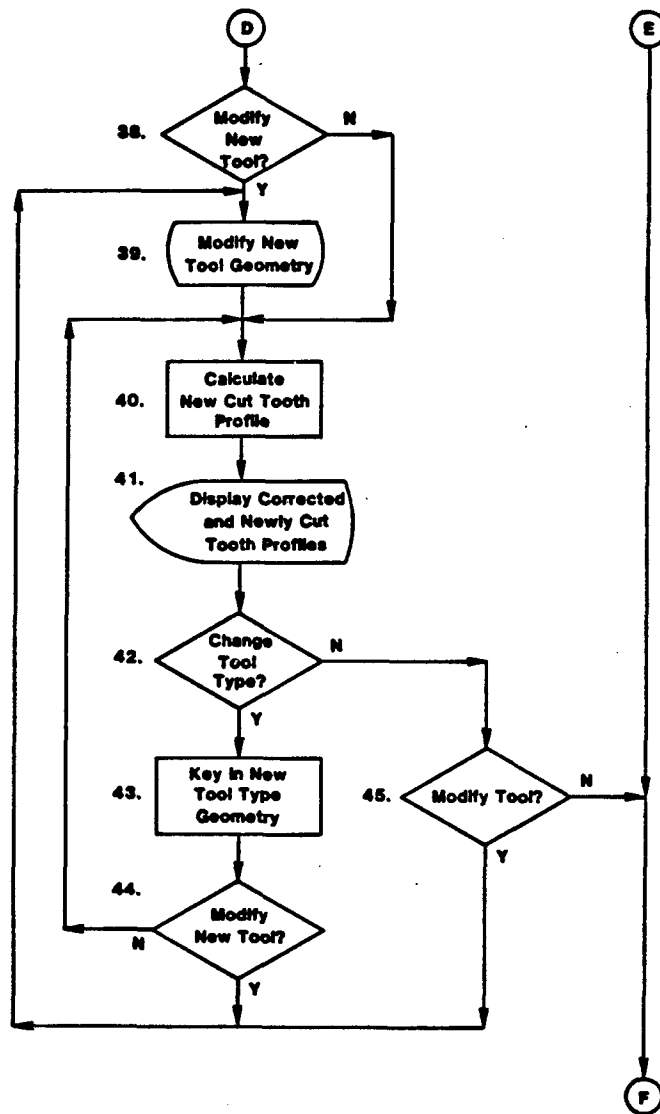 D
E
38.
Modify
New
Tool?
N
Y
39.
Modify New
Tool Geometry
40.
Calculate
New Cut Tooth
Profile
41.
Display Corrected
and Newly Cut
Tooth Profiles
42.
Change
Tool
Type?
N
Y
43.
Key in New
Tool Type
Geometry
45.
Modify Tool?
N
Y
44.
Modify
New Tool?
N
Y
F